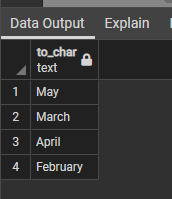 Data Output Explain
to_char
text
1 May
2 March
3 April
4 February